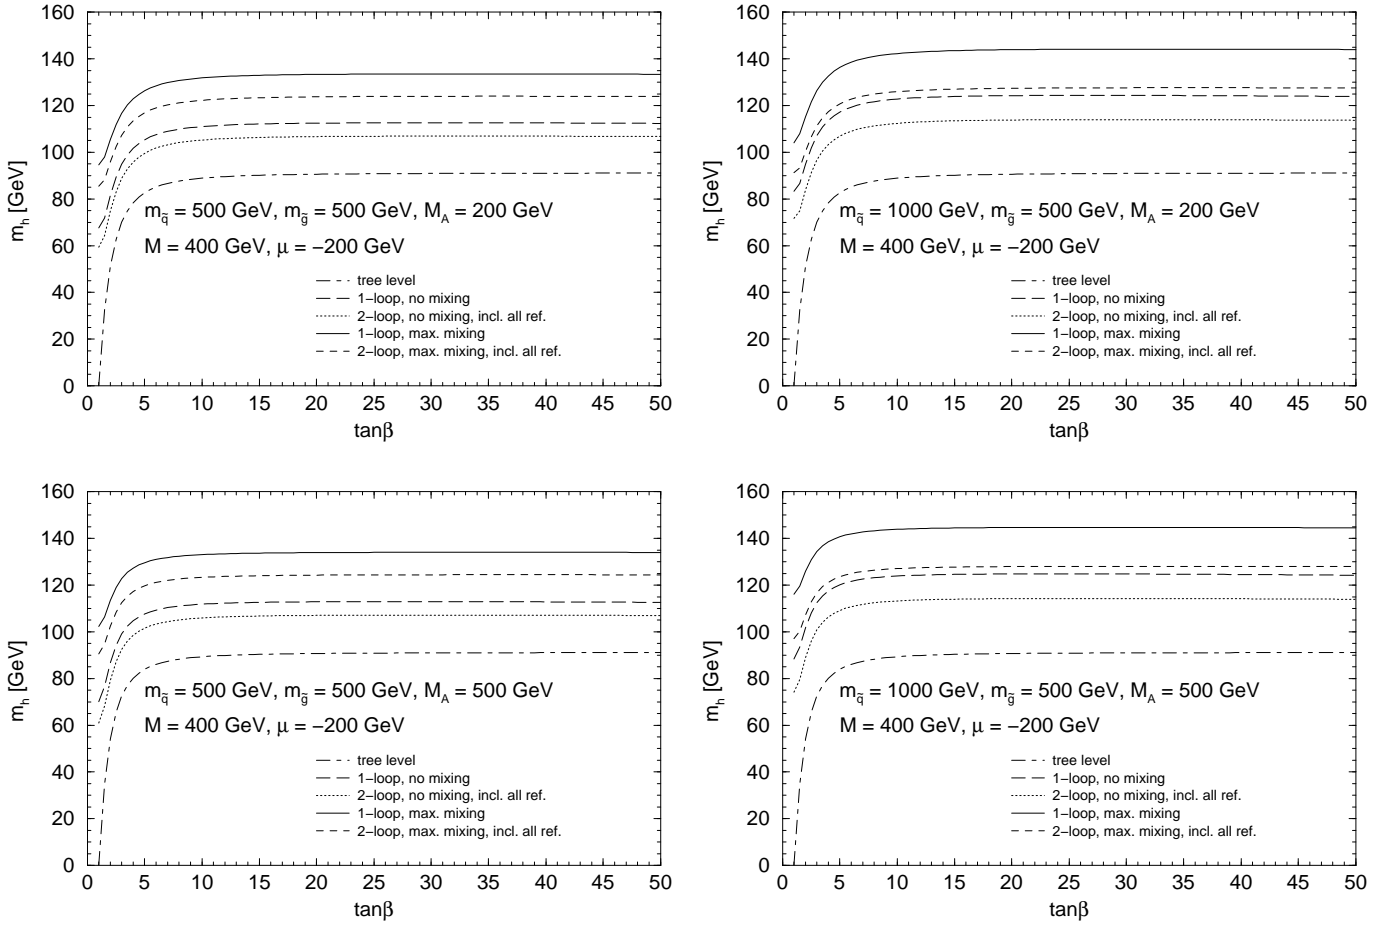 160
140
120
100
80
60
40
20
0
m_h [GeV]
m_q̃ = 500 GeV, m_g̃ = 500 GeV, M_A = 200 GeV
M = 400 GeV, μ = −200 GeV
tree level
1−loop, no mixing
2−loop, no mixing, incl. all ref.
1−loop, max. mixing
2−loop, max. mixing, incl. all ref.
0 5 10 15 20 25 30 35 40 45 50
tanβ
160
140
120
100
80
60
40
20
0
m_h [GeV]
m_q̃ = 1000 GeV, m_g̃ = 500 GeV, M_A = 200 GeV
M = 400 GeV, μ = −200 GeV
tree level
1−loop, no mixing
2−loop, no mixing, incl. all ref.
1−loop, max. mixing
2−loop, max. mixing, incl. all ref.
0 5 10 15 20 25 30 35 40 45 50
tanβ
160
140
120
100
80
60
40
20
0
m_h [GeV]
m_q̃ = 500 GeV, m_g̃ = 500 GeV, M_A = 500 GeV
M = 400 GeV, μ = −200 GeV
tree level
1−loop, no mixing
2−loop, no mixing, incl. all ref.
1−loop, max. mixing
2−loop, max. mixing, incl. all ref.
0 5 10 15 20 25 30 35 40 45 50
tanβ
160
140
120
100
80
60
40
20
0
m_h [GeV]
m_q̃ = 1000 GeV, m_g̃ = 500 GeV, M_A = 500 GeV
M = 400 GeV, μ = −200 GeV
tree level
1−loop, no mixing
2−loop, no mixing, incl. all ref.
1−loop, max. mixing
2−loop, max. mixing, incl. all ref.
0 5 10 15 20 25 30 35 40 45 50
tanβ